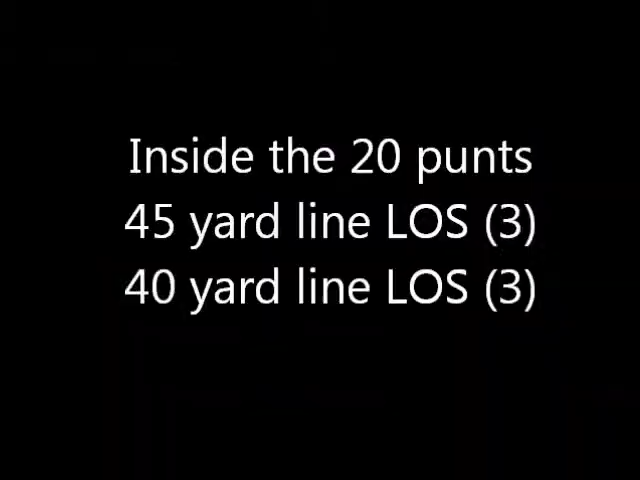 Inside the 20 punts
45 yard line LOS (3)
40 yard line LOS (3)